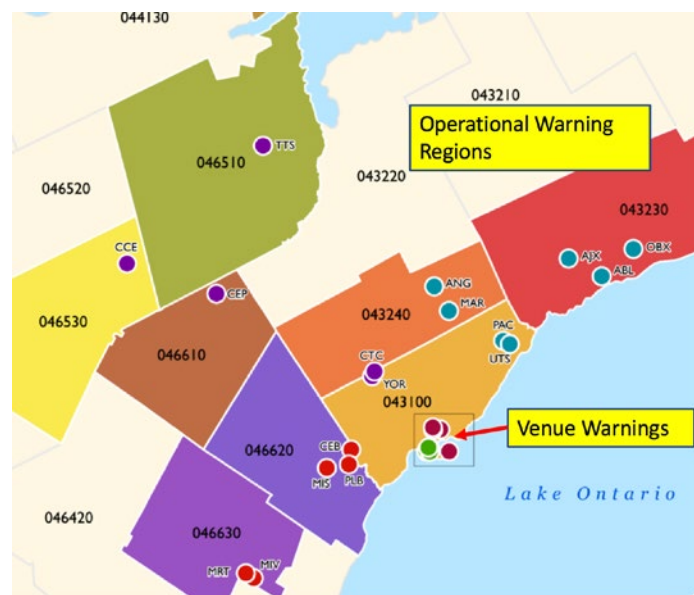 044130
043210
Operational Warning
Regions
TTS
046510
043220
046520
043230
CCE
OBX
AJX
ABL
CEP
ANG
MAR
046530
043240
PAC
046610
UTS
CTC
YOR
043100
Venue Warnings
046620
CEB
MIS
PLB
Lake Ontario
046420
046630
MRT
MIV